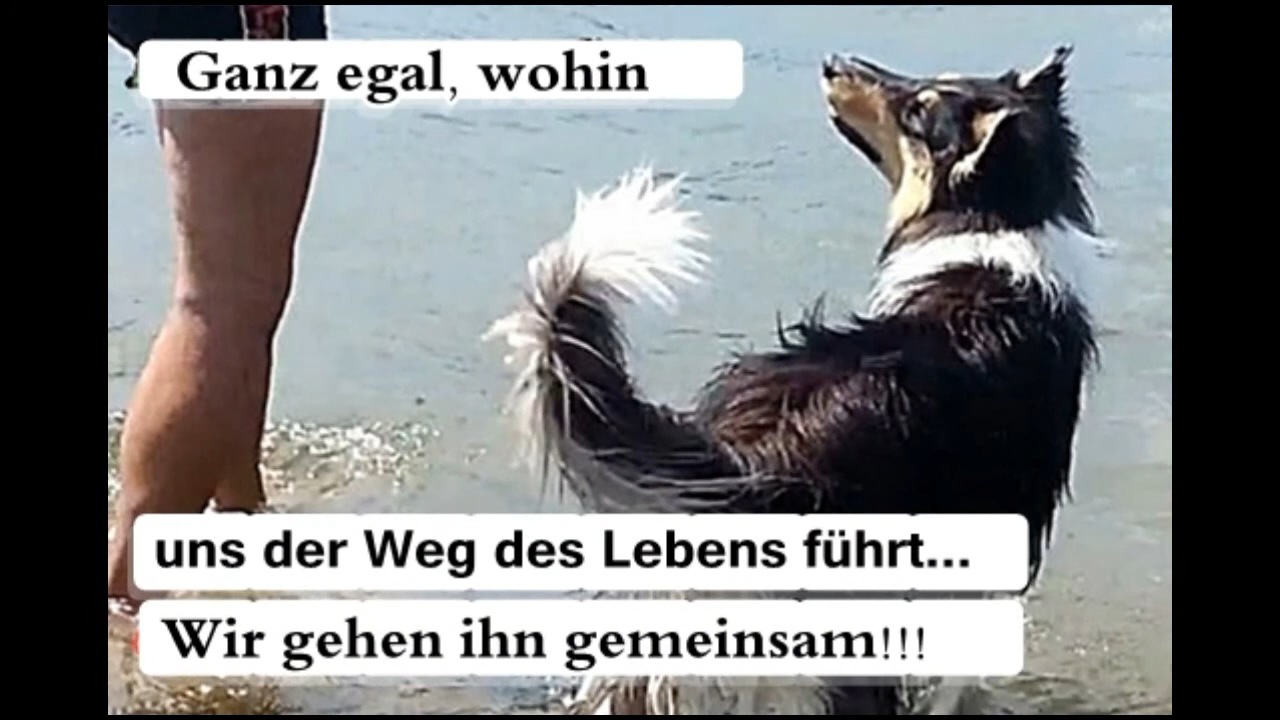 Ganz egal, wohin
uns der Weg des Lebens führt...
Wir gehen ihn gemeinsam!!!